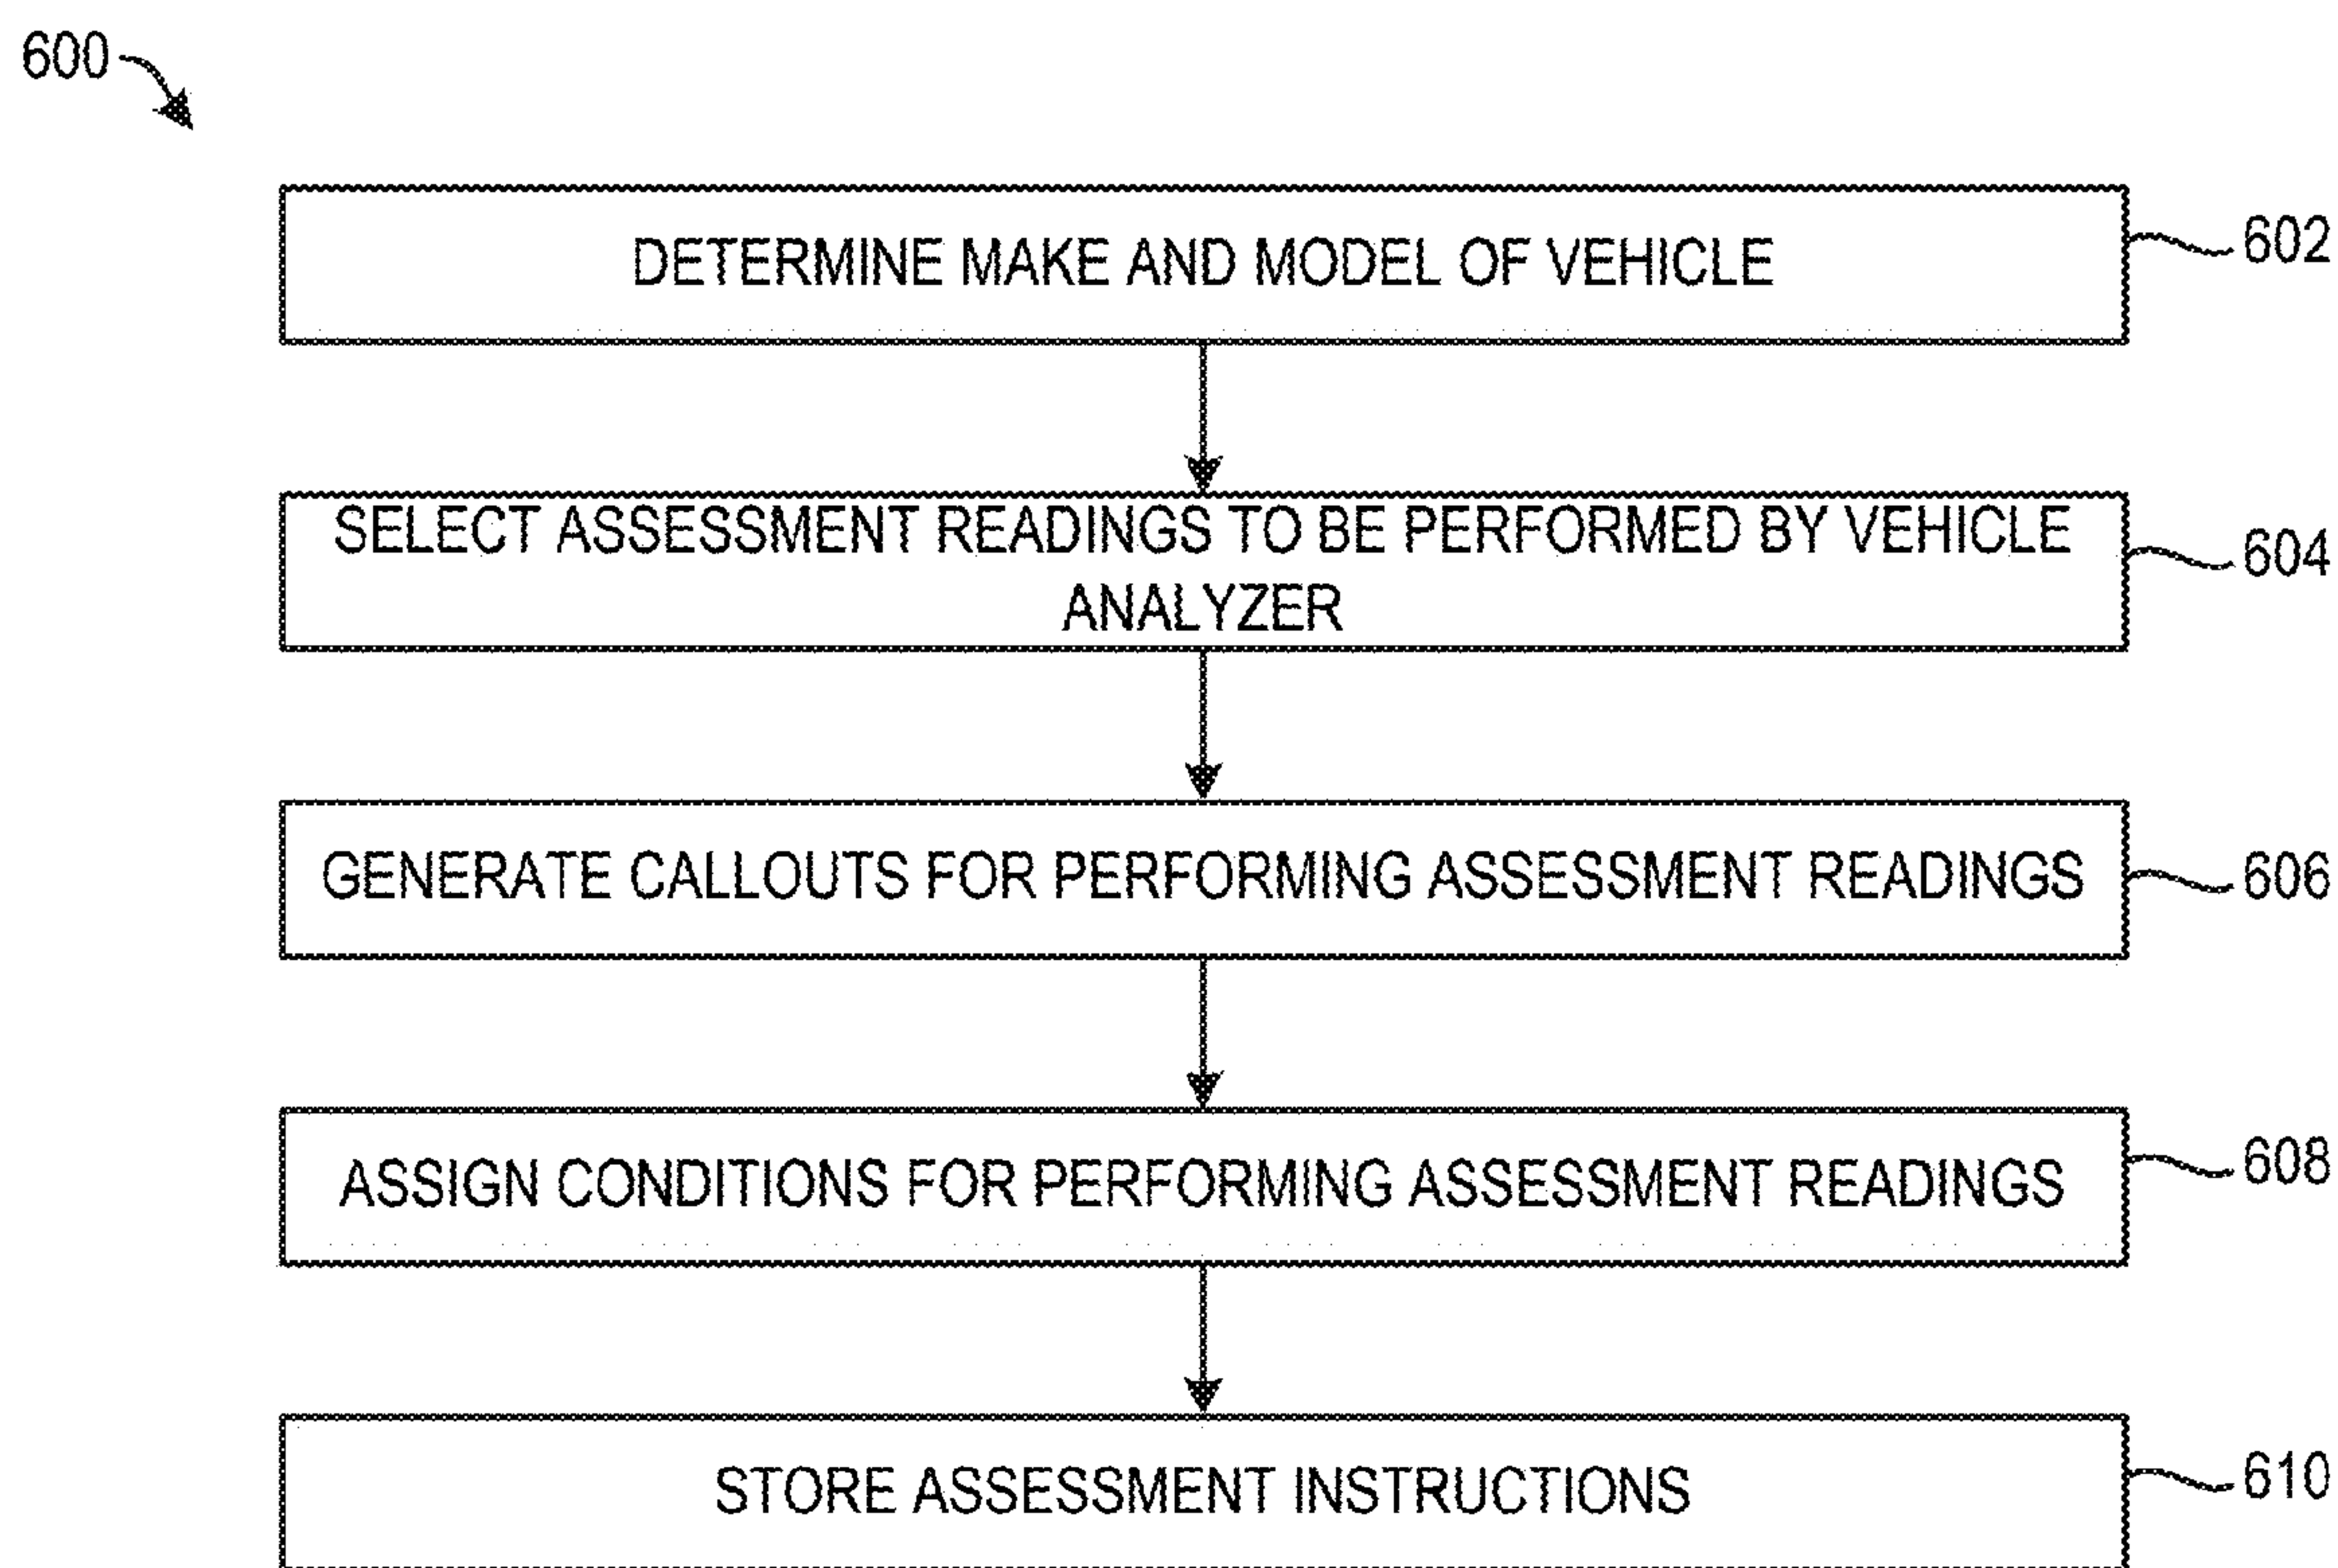 600
DETERMINE MAKE AND MODEL OF VEHICLE
602
SELECT ASSESSMENT READINGS TO BE PERFORMED BY VEHICLE
ANALYZER
604
GENERATE CALLOUTS FOR PERFORMING ASSESSMENT READINGS
606
ASSIGN CONDITIONS FOR PERFORMING ASSESSMENT READINGS
608
STORE ASSESSMENT INSTRUCTIONS
610